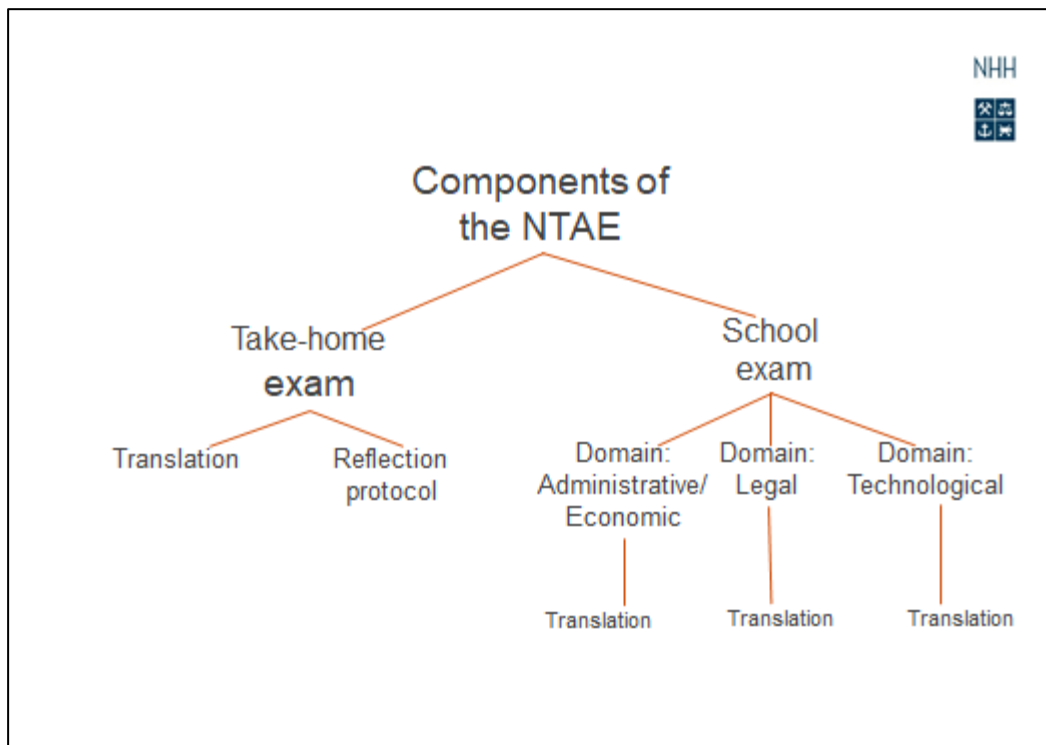 NHH
Components of
the NTAE
Take-home
exam
School
exam
Translation
Reflection
protocol
Domain:
Administrative/
Economic
Domain:
Legal
Domain:
Technological
Translation
Translation
Translation